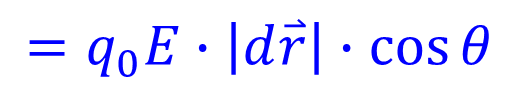 = q₀E · |dr⃗| · cos θ